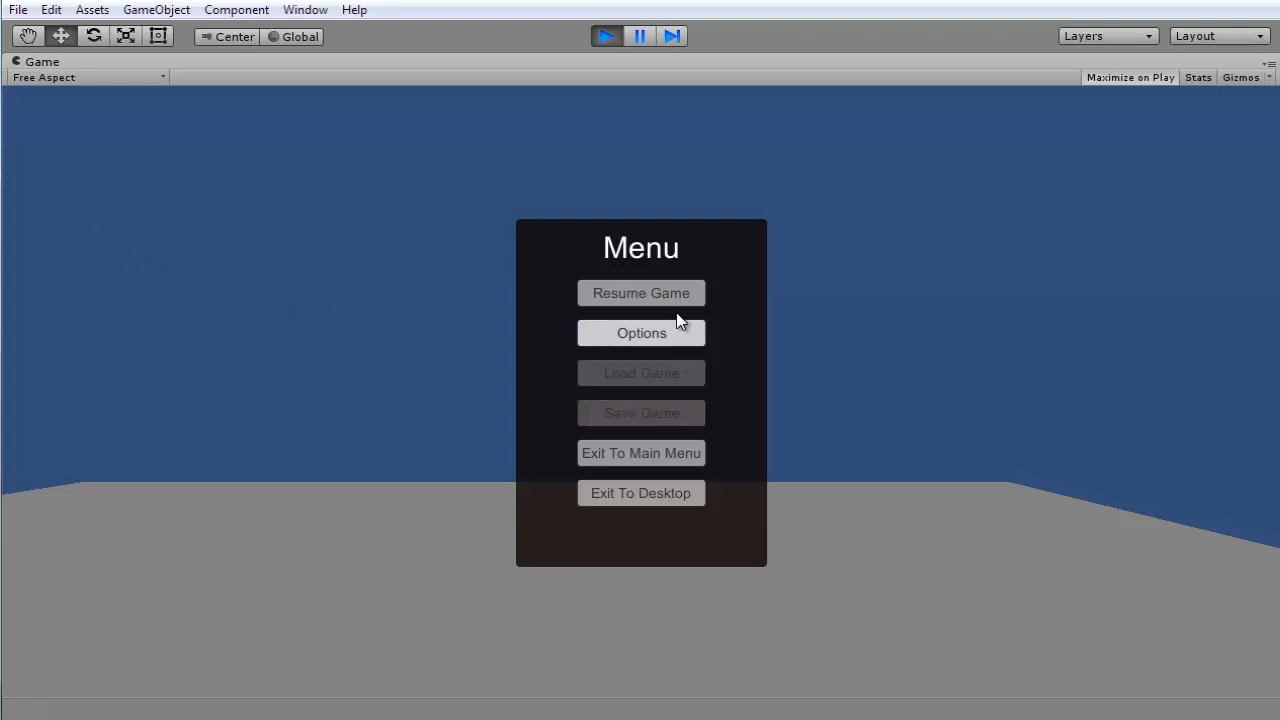 File Edit Assets GameObject Component Window Help
Center Global Layers Layout
Game
Free Aspect Maximize on Play Stats Gizmos
Menu
Resume Game
Options
Load Game
Save Game
Exit To Main Menu
Exit To Desktop